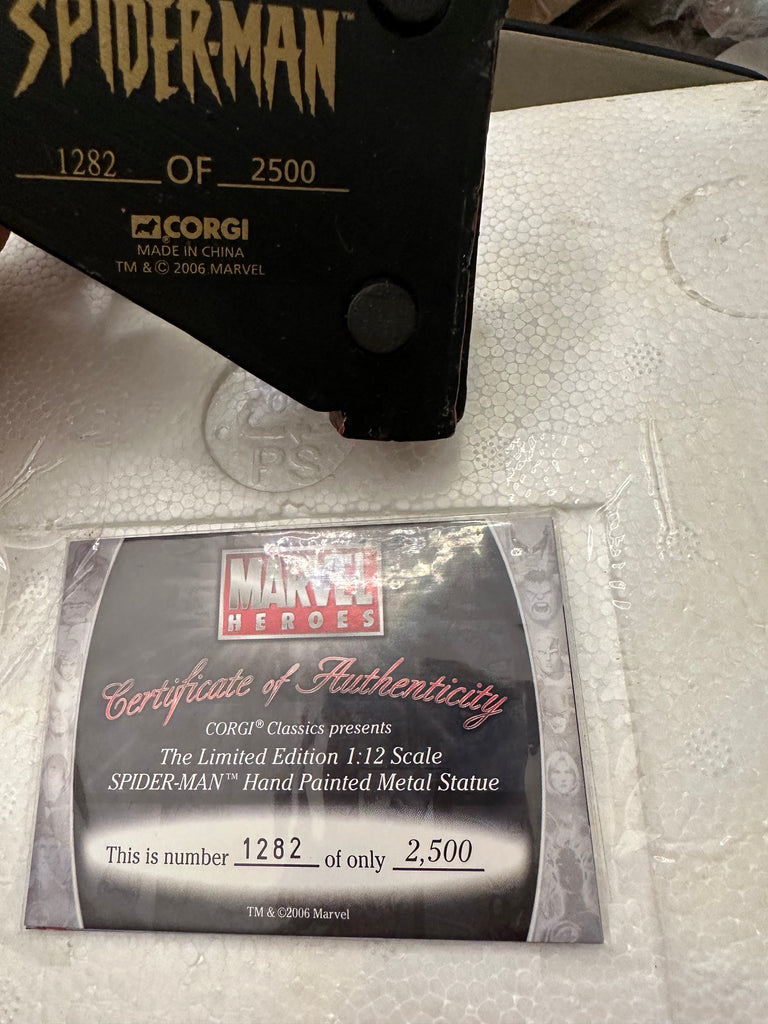 SPIDER-MAN™
1282 OF 2500
CORGI®
MADE IN CHINA
TM & © 2006 MARVEL
PS
MARVEL
HEROES
Certificate of Authenticity
CORGI® Classics presents
The Limited Edition 1:12 Scale
SPIDER-MAN™ Hand Painted Metal Statue
This is number 1282 of only 2,500
TM & ©2006 Marvel